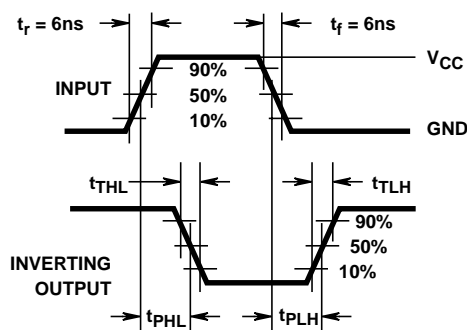 tr = 6ns
tf = 6ns
VCC
90%
INPUT
50%
10%
GND
tTHL
tTLH
90%
50%
INVERTING
OUTPUT
10%
tPHL
tPLH